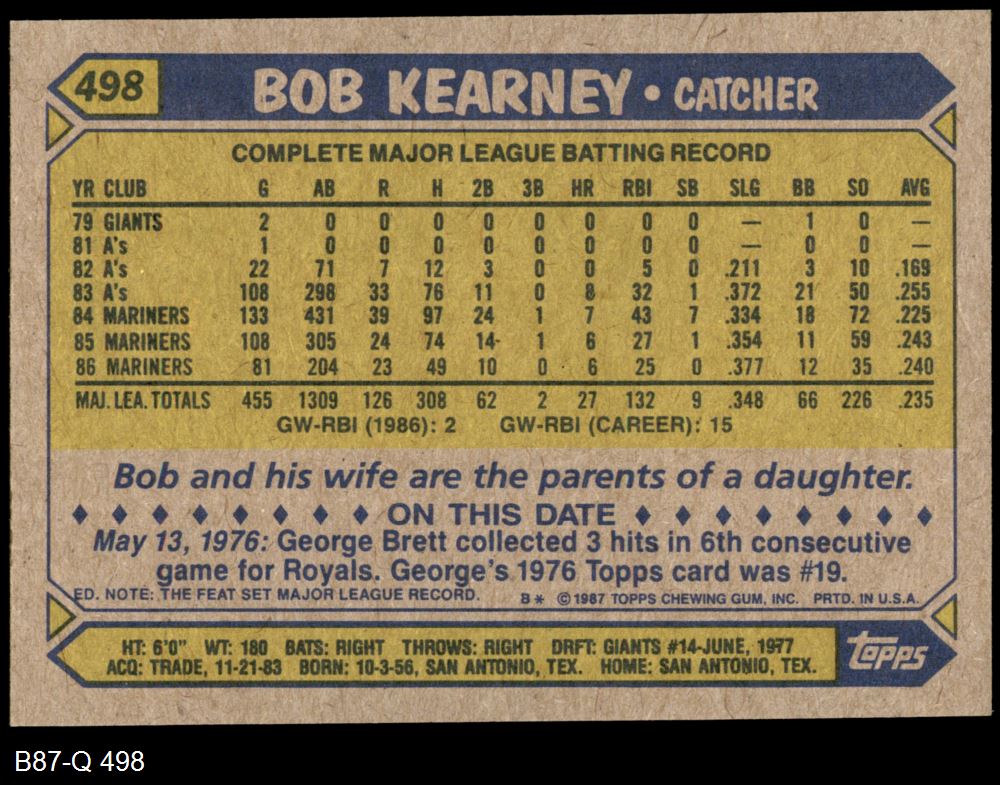 498 BOB KEARNEY • CATCHER
COMPLETE MAJOR LEAGUE BATTING RECORD
YR CLUB G AB R H 2B 3B HR RBI SB SLG BB SO AVG
79 GIANTS 2 0 0 0 0 0 0 0 0 — 1 0 —
81 A's 1 0 0 0 0 0 0 0 0 — 0 0 —
82 A's 22 71 7 12 3 0 0 5 0 .211 3 10 .169
83 A's 108 298 33 76 11 0 8 32 1 .372 21 50 .255
84 MARINERS 133 431 39 97 24 1 7 43 7 .334 18 72 .225
85 MARINERS 108 305 24 74 14 1 6 27 1 .354 11 59 .243
86 MARINERS 81 204 23 49 10 0 6 25 0 .377 12 35 .240
MAJ. LEA. TOTALS 455 1309 126 308 62 2 27 132 9 .348 66 226 .235
GW-RBI (1986): 2 GW-RBI (CAREER): 15
Bob and his wife are the parents of a daughter.
♦ ♦ ♦ ♦ ♦ ♦ ♦ ♦ ON THIS DATE ♦ ♦ ♦ ♦ ♦ ♦ ♦ ♦
May 13, 1976: George Brett collected 3 hits in 6th consecutive
game for Royals. George's 1976 Topps card was #19.
ED. NOTE: THE FEAT SET MAJOR LEAGUE RECORD. B* © 1987 TOPPS CHEWING GUM, INC. PRTD. IN U.S.A.
HT: 6'0" WT: 180 BATS: RIGHT THROWS: RIGHT DRFT: GIANTS #14-JUNE, 1977
ACQ: TRADE, 11-21-83 BORN: 10-3-56, SAN ANTONIO, TEX. HOME: SAN ANTONIO, TEX.
topps
B87-Q 498